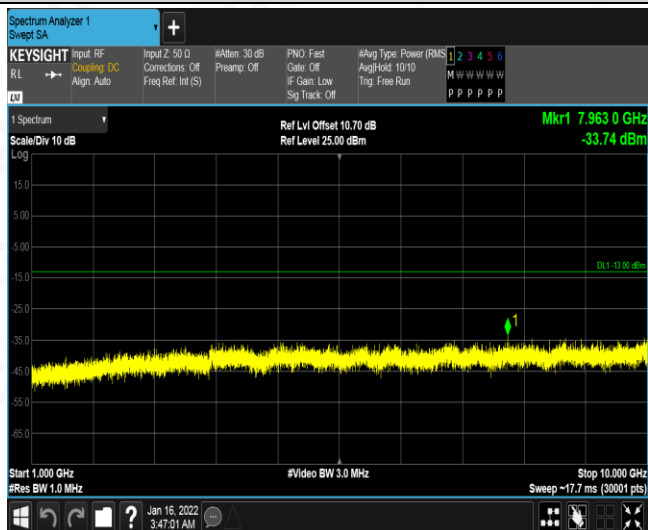 Spectrum Analyzer 1
Swept SA
+
KEYSIGHT
RL
Input: RF
Coupling: DC
Align: Auto
Input Z: 50 Ω
Corrections: Off
Freq Ref: Int (S)
#Atten: 30 dB
Preamp: Off
PNO: Fast
Gate: Off
IF Gain: Low
Sig Track: Off
#Avg Type: Power (RMS
Avg|Hold: 10/10
Trig: Free Run
1 2 3 4 5 6
M W W W W W
P P P P P P
LXI
1 Spectrum
Scale/Div 10 dB
Ref Lvl Offset 10.70 dB
Ref Level 25.00 dBm
Mkr1 7.963 0 GHz
-33.74 dBm
Log
15.0
5.00
-5.00
DL1 -13.00 dBm
-15.0
-25.0
1
-35.0
-45.0
-55.0
-65.0
Start 1.000 GHz
#Video BW 3.0 MHz
Stop 10.000 GHz
#Res BW 1.0 MHz
Sweep ~17.7 ms (30001 pts)
?
Jan 16, 2022
3:47:01 AM